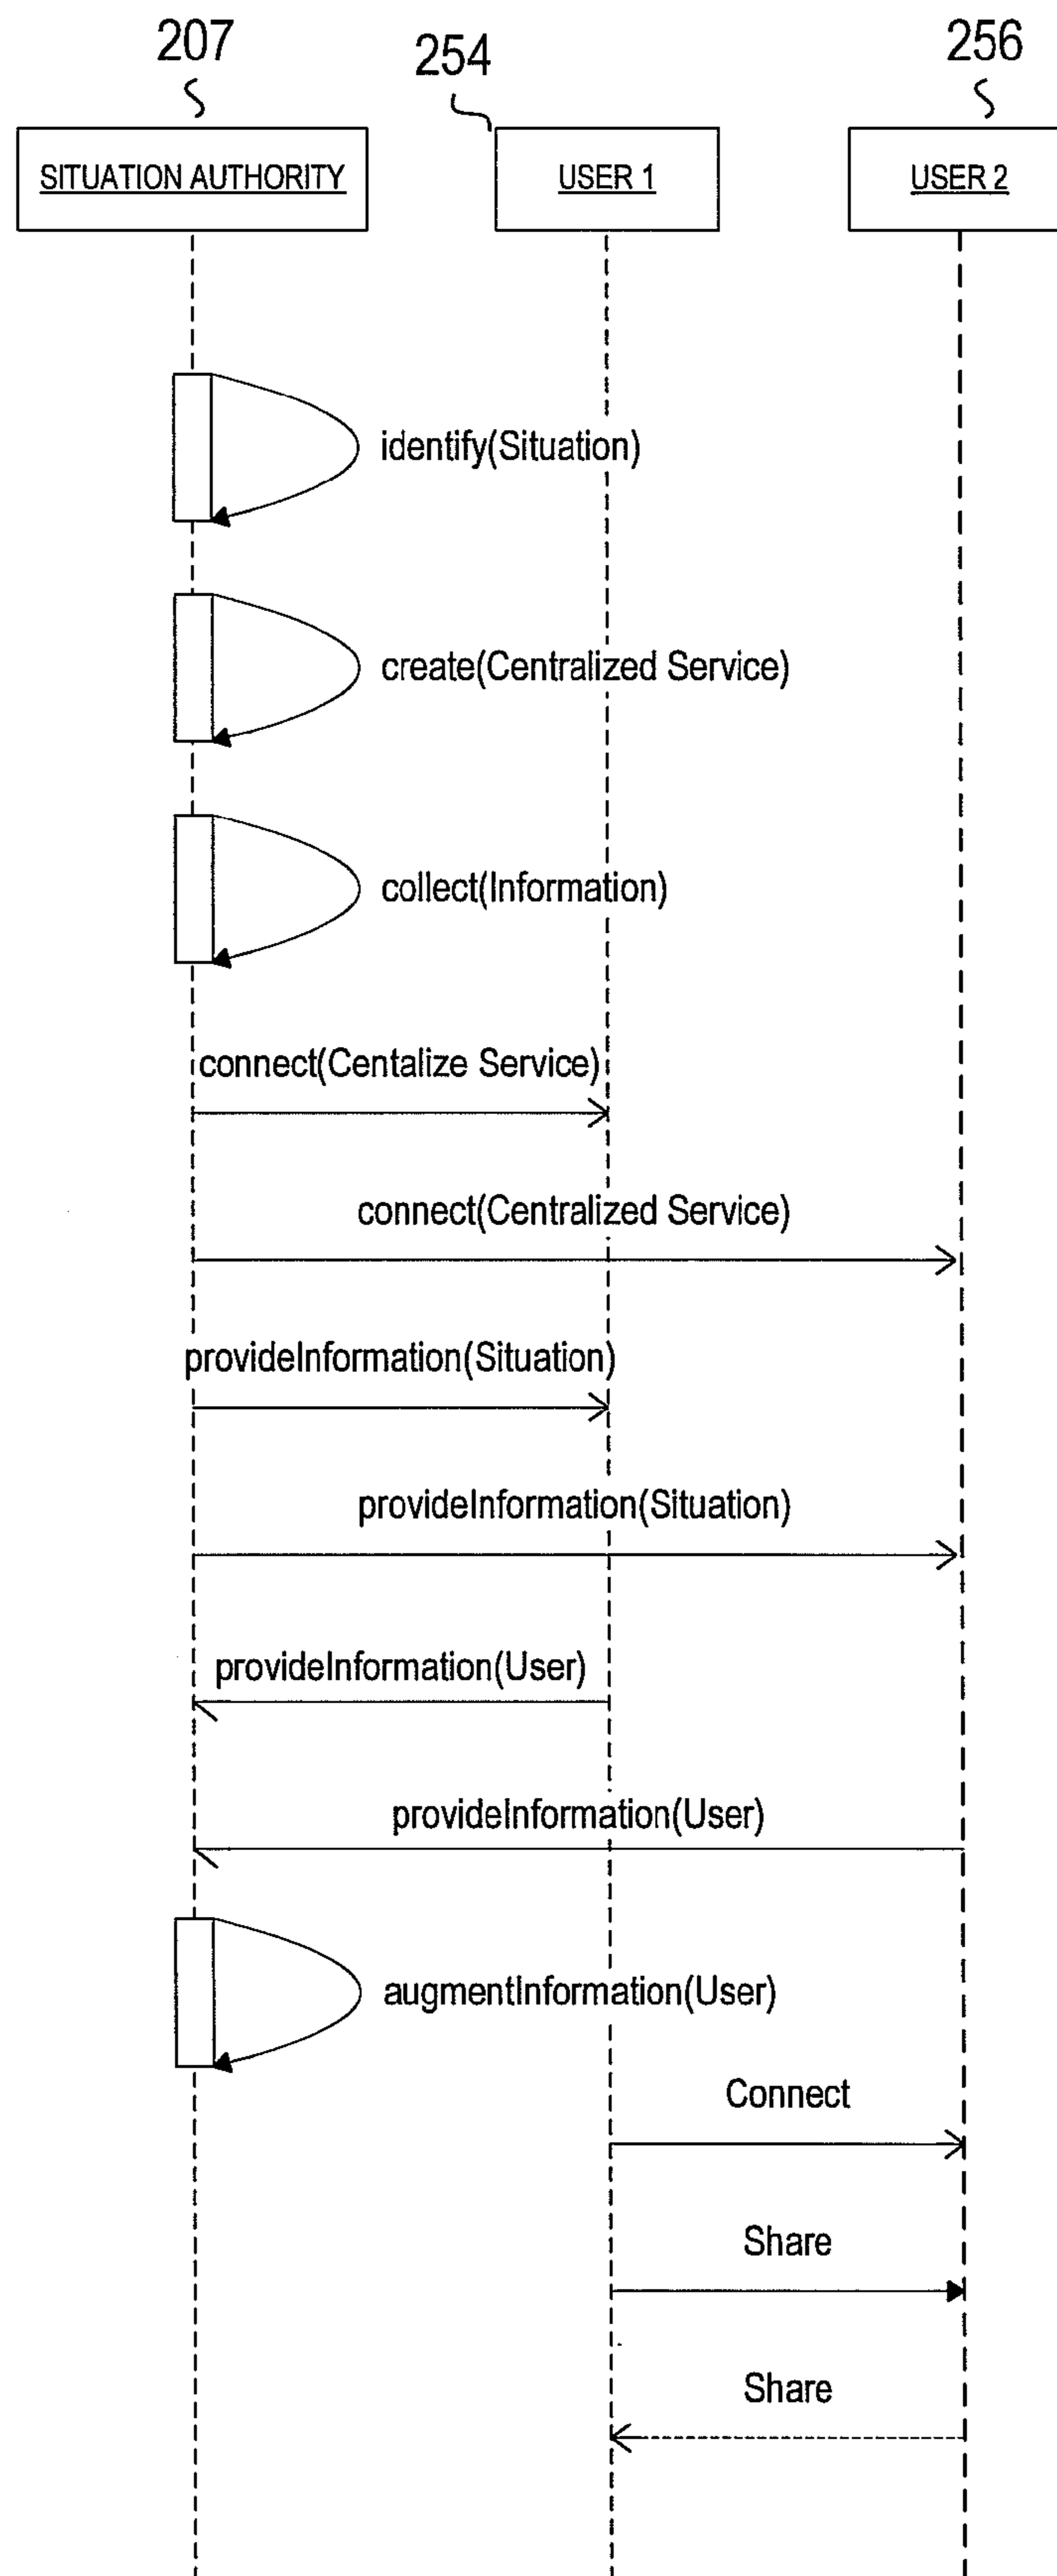 207
254
256
SITUATION AUTHORITY
USER 1
USER 2
identify(Situation)
create(Centralized Service)
collect(Information)
connect(Centalize Service)
connect(Centralized Service)
provideInformation(Situation)
provideInformation(Situation)
provideInformation(User)
provideInformation(User)
augmentInformation(User)
Connect
Share
Share